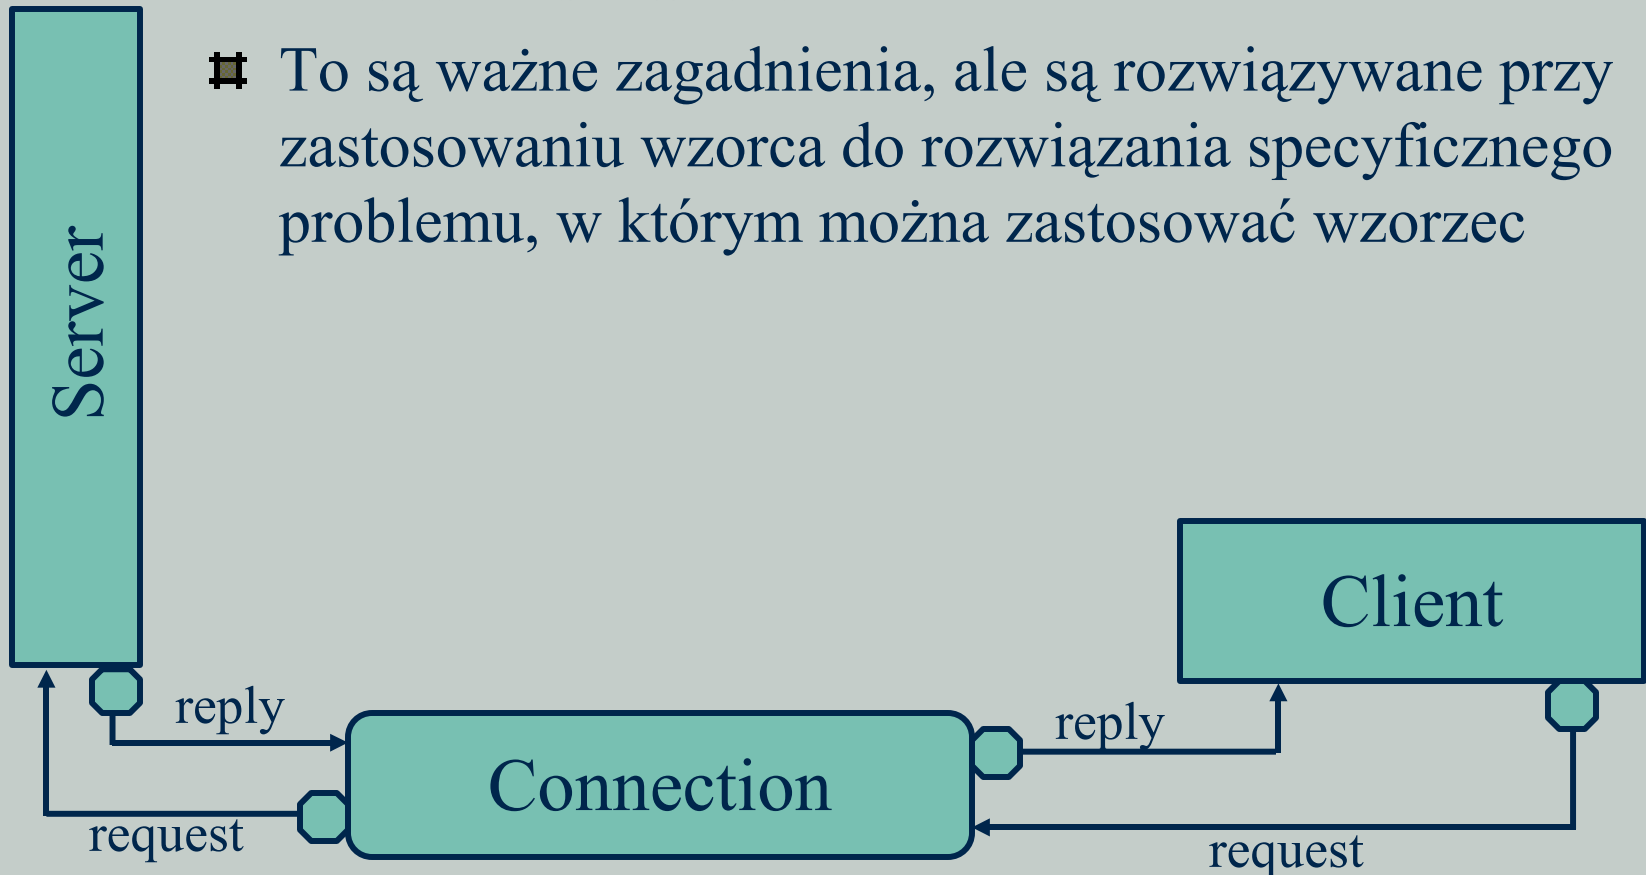 To są ważne zagadnienia, ale są rozwiązywane przy
zastosowaniu wzorca do rozwiązania specyficznego
problemu, w którym można zastosować wzorzec
Server
Client
reply
reply
Connection
request
request